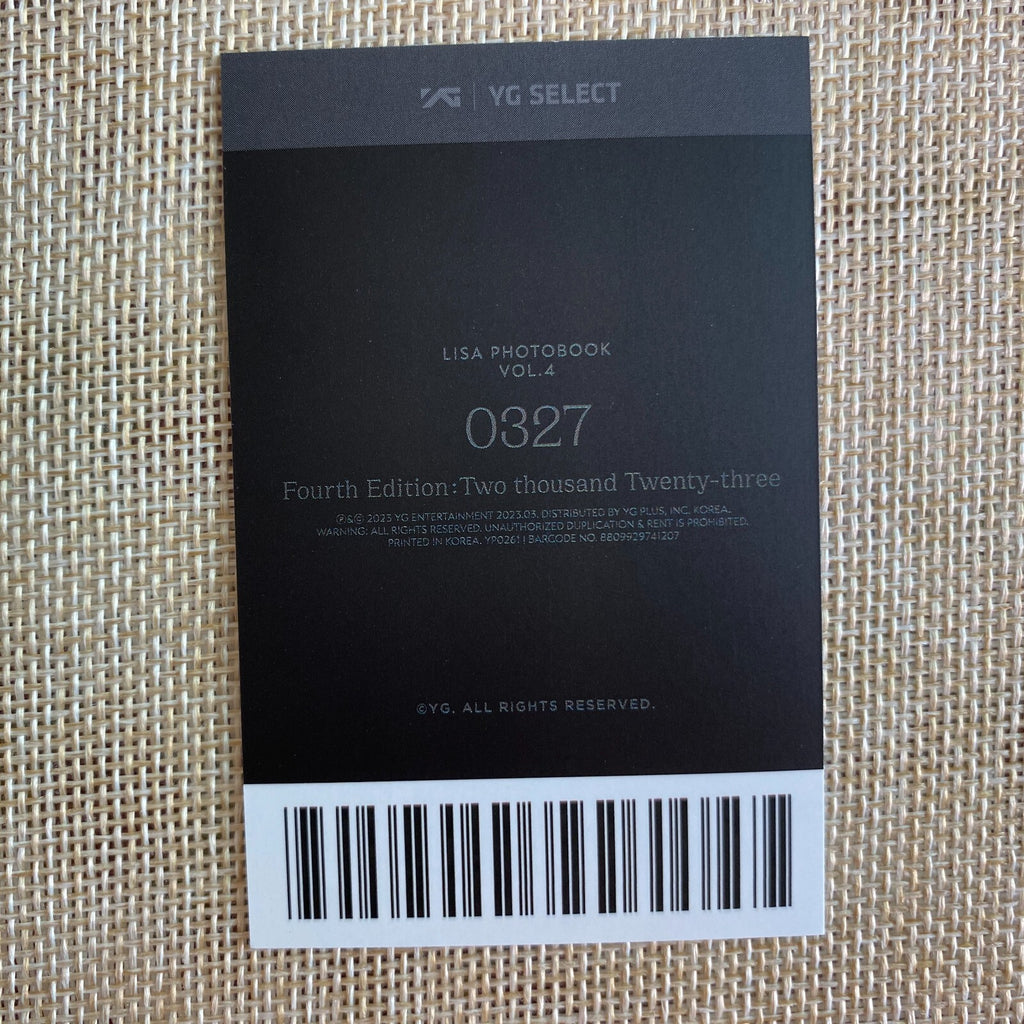 YG | YG SELECT
LISA PHOTOBOOK
VOL.4
0327
Fourth Edition:Two thousand Twenty-three
Ⓟ&Ⓒ 2023 YG ENTERTAINMENT 2023.03. DISTRIBUTED BY YG PLUS, INC. KOREA.
WARNING: ALL RIGHTS RESERVED. UNAUTHORIZED DUPLICATION & RENT IS PROHIBITED.
PRINTED IN KOREA. YP0261 I BARCODE NO. 8809929741207
©YG. ALL RIGHTS RESERVED.